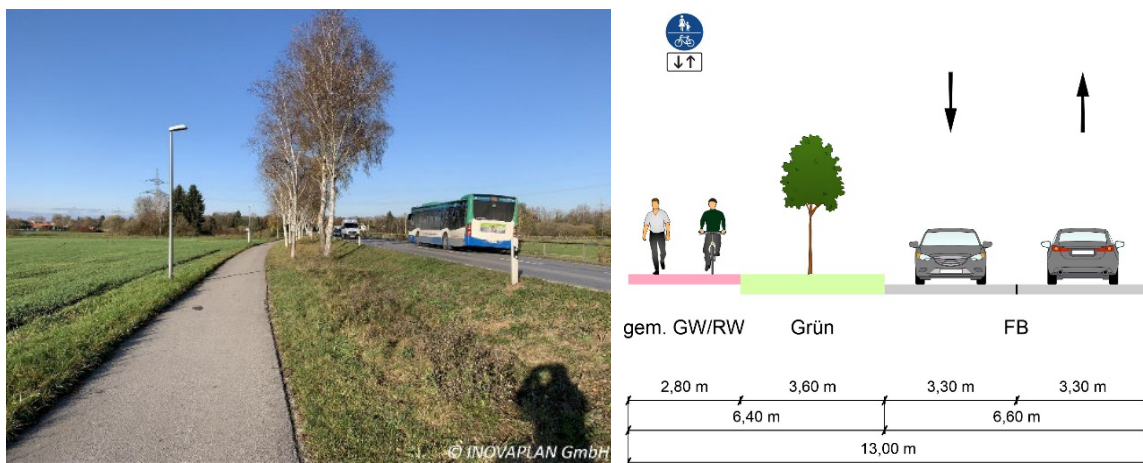 © INOVAPLAN GmbH
gem. GW/RW
Grün
FB
2,80 m
3,60 m
3,30 m
3,30 m
6,40 m
6,60 m
13,00 m